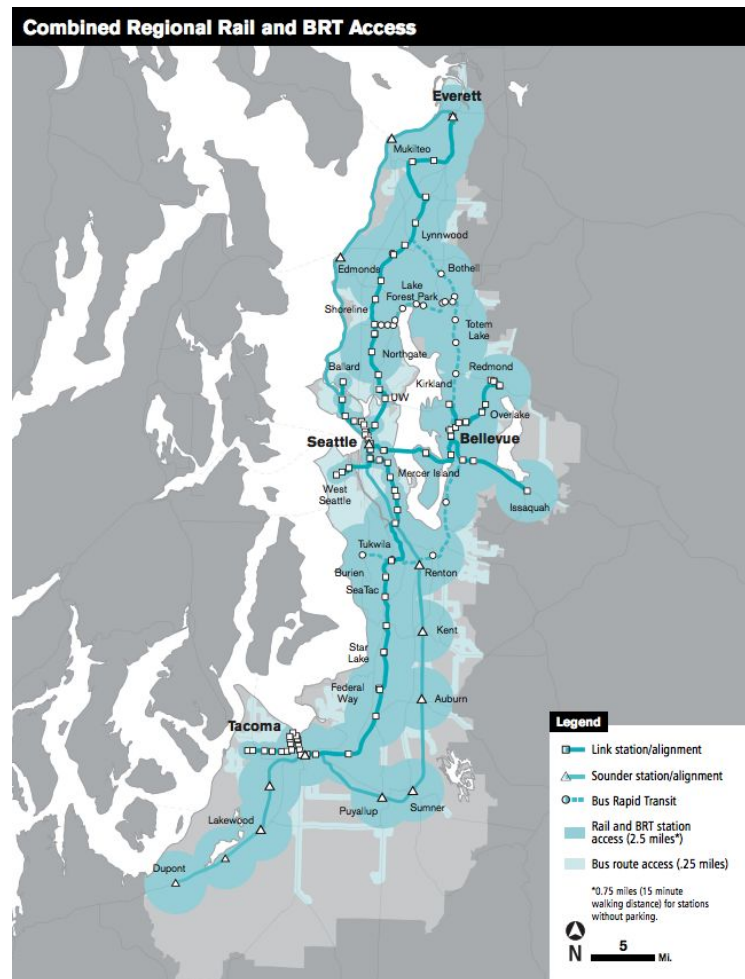 Combined Regional Rail and BRT Access
Everett
Mukilteo
Lynnwood
Edmonds
Bothell
Lake
Forest Park
Shoreline
Totem
Lake
Northgate
Ballard
Redmond
Kirkland
UW
Overlake
Seattle
Bellevue
Mercer Island
West
Seattle
Issaquah
Tukwila
Burien
Renton
SeaTac
Kent
Star
Lake
Federal
Way
Auburn
Tacoma
Puyallup
Sumner
Lakewood
Dupont
Legend
Link station/alignment
Sounder station/alignment
Bus Rapid Transit
Rail and BRT station
access (2.5 miles*)
Bus route access (.25 miles)
*0.75 miles (15 minute
walking distance) for stations
without parking.
N
5
Mi.